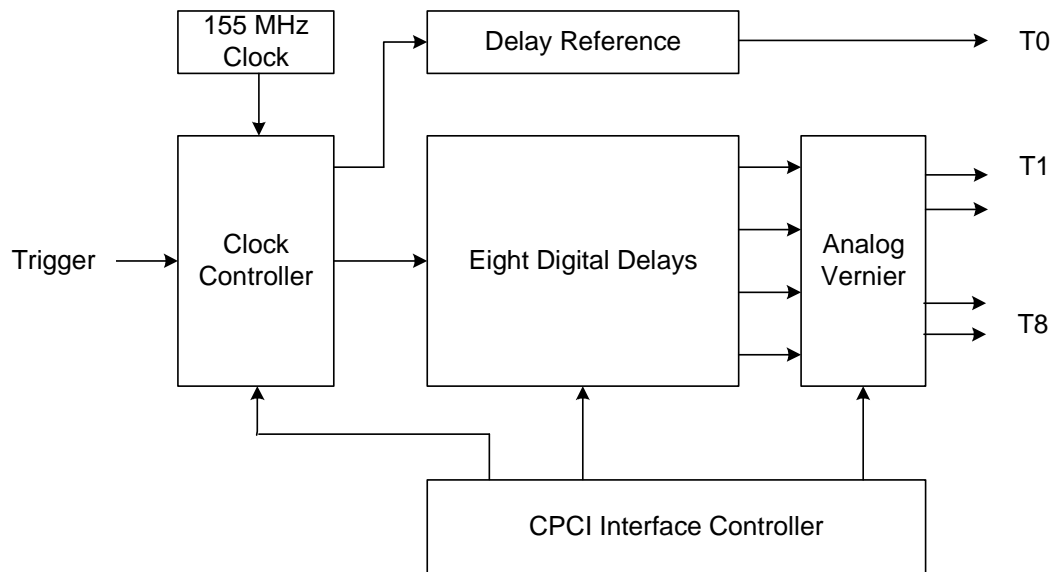 155 MHz
Clock
Delay Reference
T0
Trigger
Clock
Controller
Eight Digital Delays
Analog
Vernier
T1
T8
CPCI Interface Controller